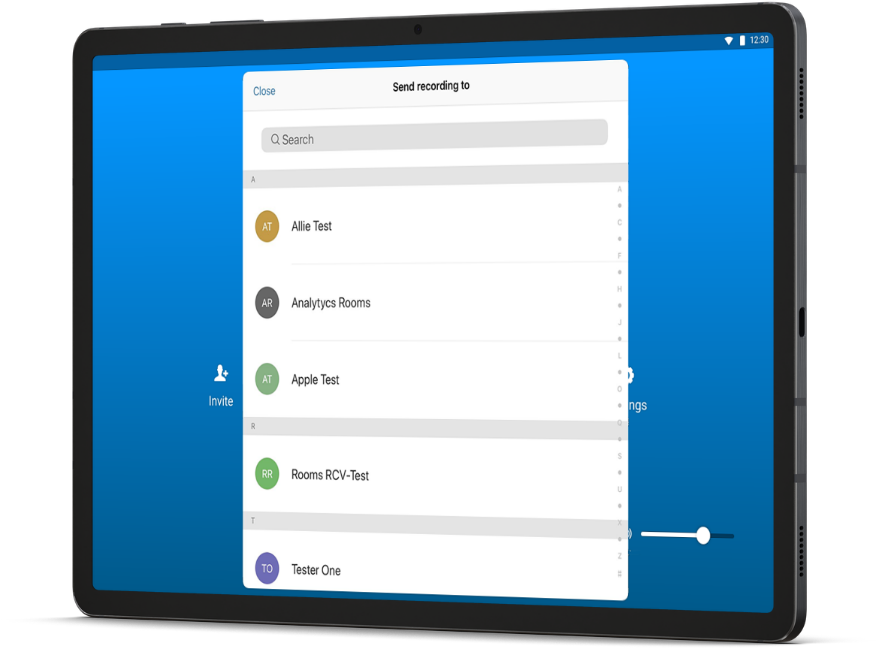 12:30
Close
Send recording to
Search
A
AT
Allie Test
AR
Analytycs Rooms
AT
Apple Test
R
RR
Rooms RCV-Test
T
TO
Tester One
A
C
F
H
J
L
O
S
U
X
Z
Invite
ngs